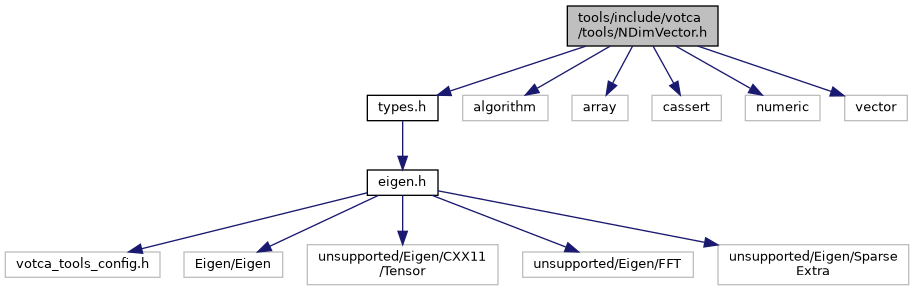 tools/include/votca
/tools/NDimVector.h
types.h
algorithm
array
cassert
numeric
vector
eigen.h
votca_tools_config.h
Eigen/Eigen
unsupported/Eigen/CXX11
/Tensor
unsupported/Eigen/FFT
unsupported/Eigen/Sparse
Extra